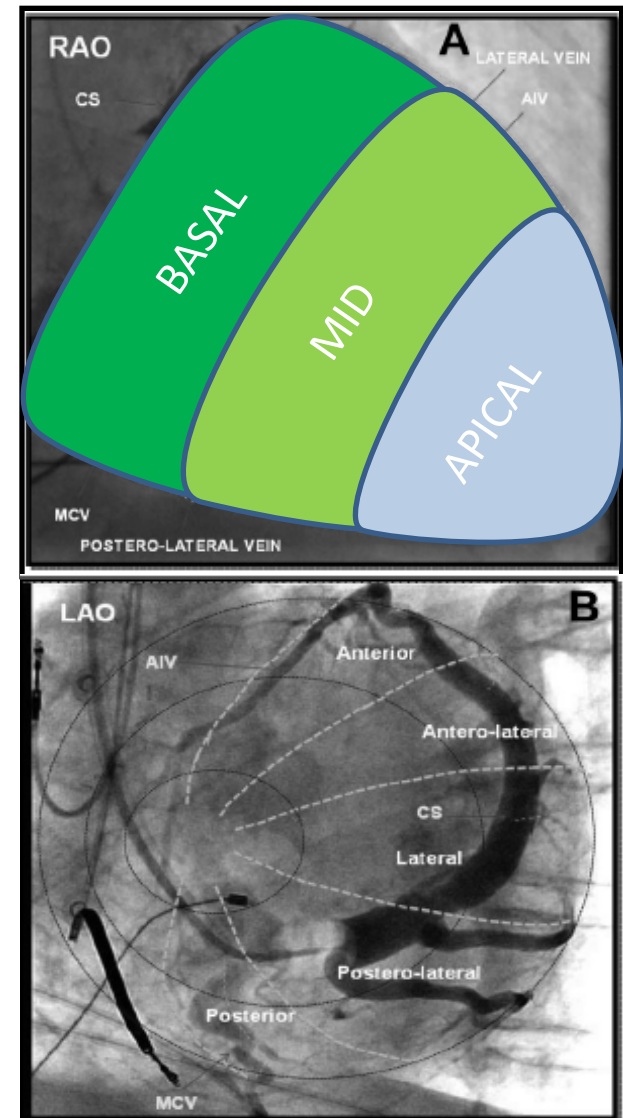 RAO
A
LATERAL VEIN
CS
AIV
BASAL
MID
APICAL
MCV
POSTERO-LATERAL VEIN
LAO
B
AIV
Anterior
Antero-lateral
CS
Lateral
Postero-lateral
Posterior
MCV